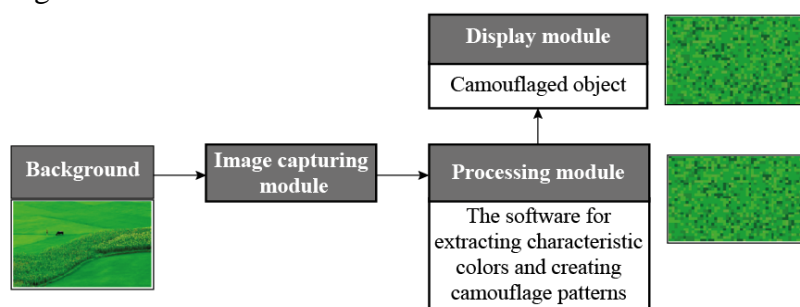 Display module
Camouflaged object
Background
Image capturing
module
Processing module
The software for
extracting characteristic
colors and creating
camouflage patterns